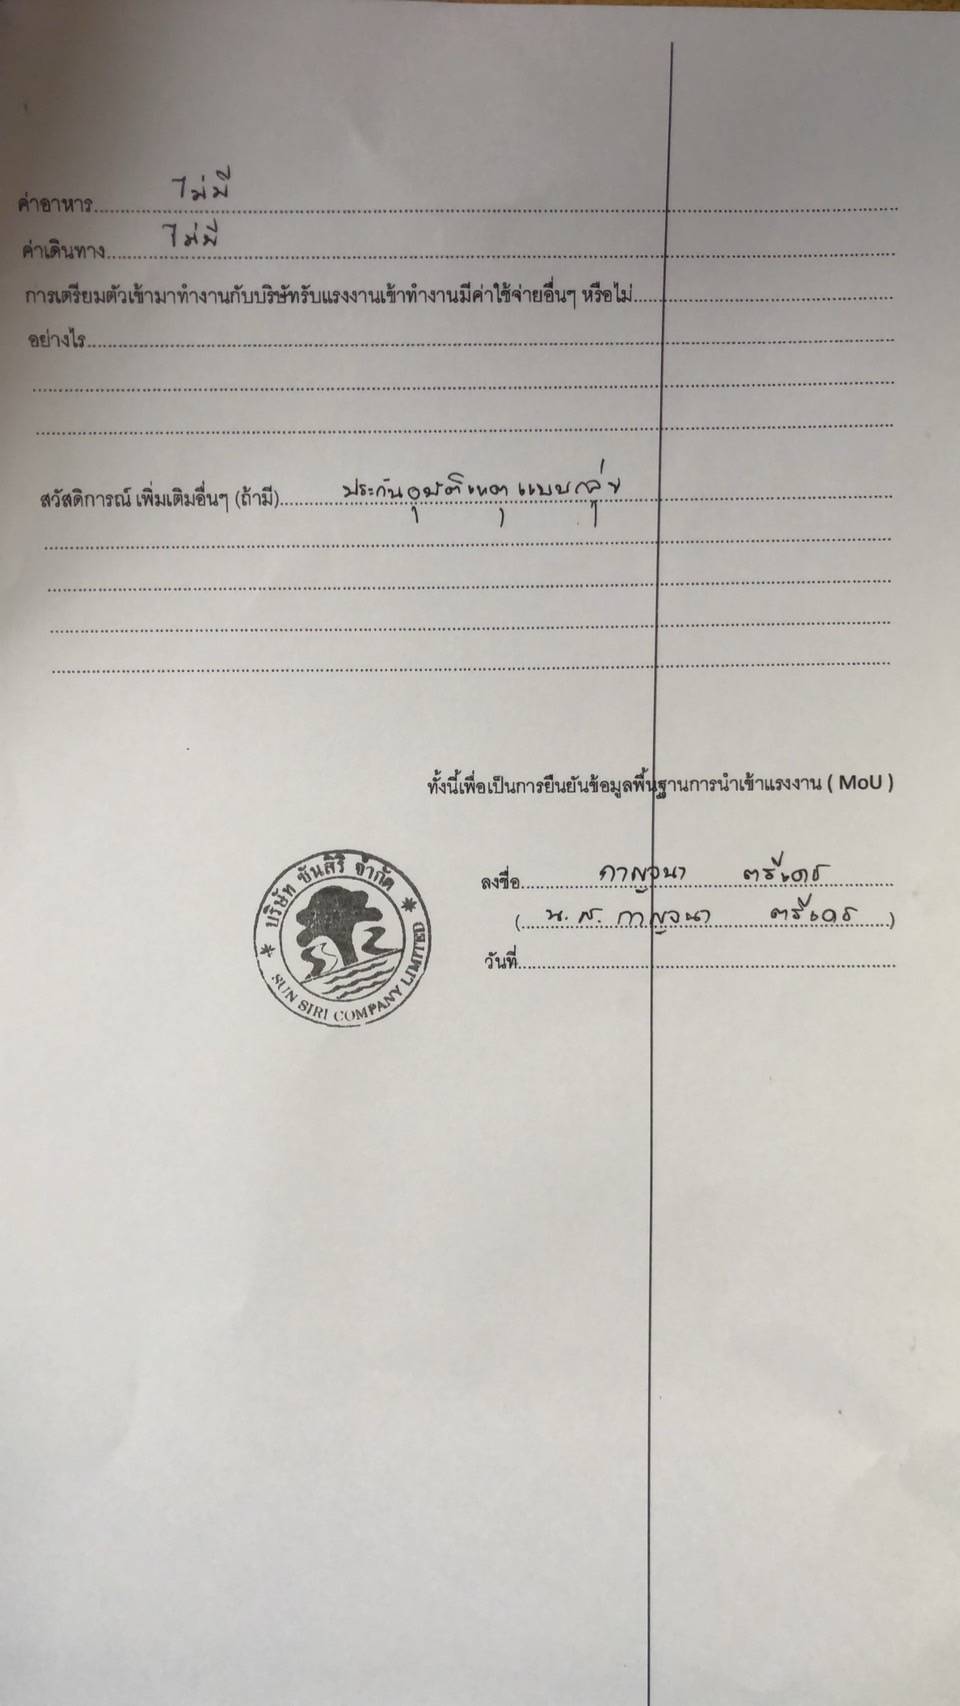 ค่าอาหาร ไม่มี
ค่าเดินทาง ไม่มี
การเตรียมตัวเข้ามาทำงานกับบริษัทรับแรงงานเข้าทำงานมีค่าใช้จ่ายอื่นๆ หรือไม่
อย่างไร
สวัสดิการณ์ เพิ่มเติมอื่นๆ (ถ้ามี) ประกันอุบัติเหตุแบบกลุ่ม
ทั้งนี้เพื่อเป็นการยืนยันข้อมูลพื้นฐานการนำเข้าแรงงาน ( MoU )
บริษัท ซันสิริ จำกัด
SUN SIRI COMPANY LIMITED
ลงชื่อ กาญจนา
( น.ส. กาญจนา )
วันที่